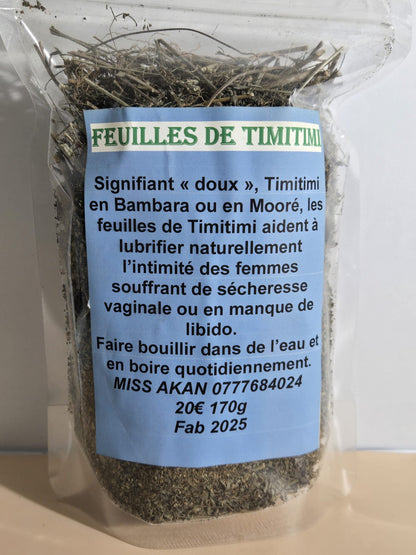 FEUILLES DE TIMITIMI
Signifiant « doux », Timitimi
en Bambara ou en Mooré, les
feuilles de Timitimi aident à
lubrifier naturellement
l'intimité des femmes
souffrant de sécheresse
vaginale ou en manque de
libido.
Faire bouillir dans de l'eau et
en boire quotidiennement.
MISS AKAN 0777684024
20€ 170g
Fab 2025